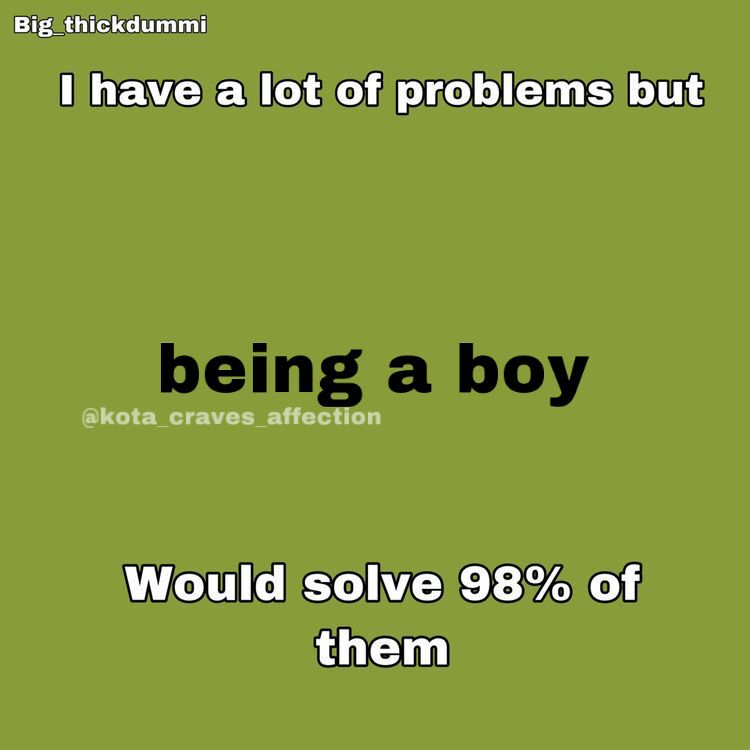 Big_thickdummi
I have a lot of problems but
being a boy
@kota_craves_affection
Would solve 98% of
them